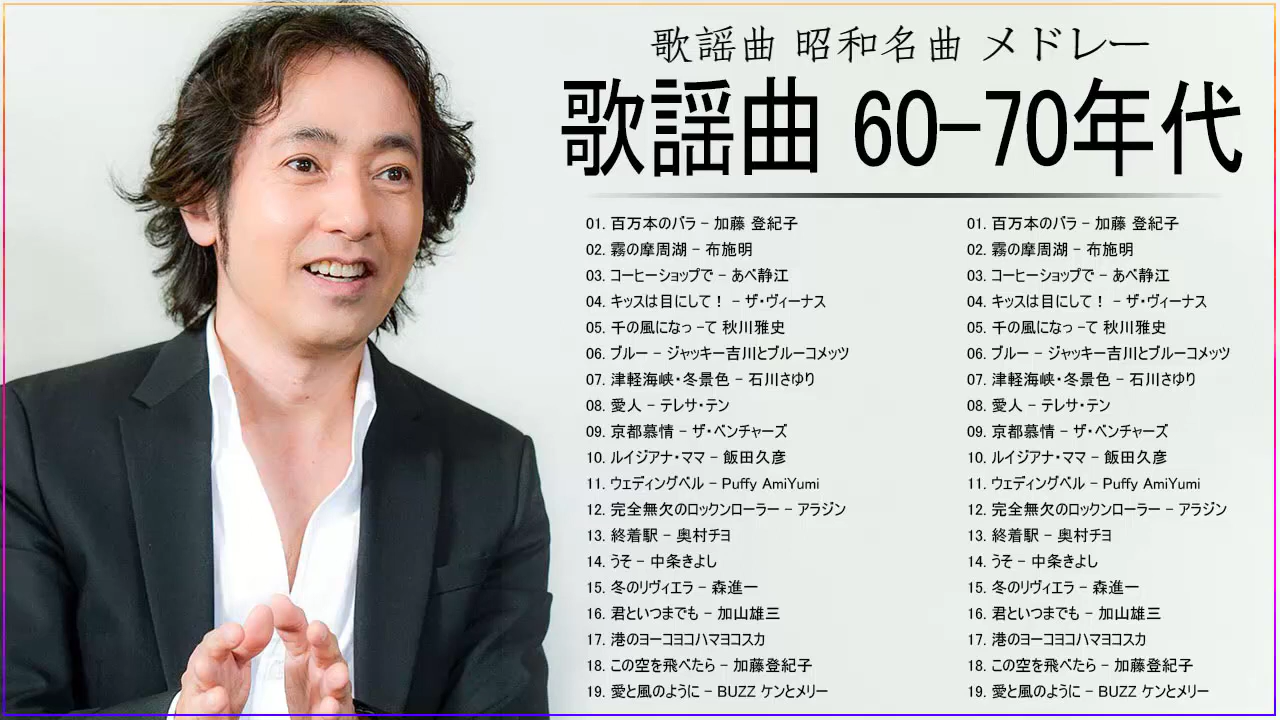 歌謡曲 昭和名曲 メドレー
歌謡曲 60-70年代
01. 百万本のバラ - 加藤 登紀子
02. 霧の摩周湖 - 布施明
03. コーヒーショップで - あべ静江
04. キッスは目にして！ - ザ・ヴィーナス
05. 千の風になっ -て 秋川雅史
06. ブルー - ジャッキー吉川とブルーコメッツ
07. 津軽海峡・冬景色 - 石川さゆり
08. 愛人 - テレサ・テン
09. 京都慕情 - ザ・ベンチャーズ
10. ルイジアナ・ママ - 飯田久彦
11. ウェディングベル - Puffy AmiYumi
12. 完全無欠のロックンローラー - アラジン
13. 終着駅 - 奥村チヨ
14. うそ - 中条きよし
15. 冬のリヴィエラ - 森進一
16. 君といつまでも - 加山雄三
17. 港のヨーコヨコハマヨコスカ
18. この空を飛べたら - 加藤登紀子
19. 愛と風のように - BUZZ ケンとメリー
01. 百万本のバラ - 加藤 登紀子
02. 霧の摩周湖 - 布施明
03. コーヒーショップで - あべ静江
04. キッスは目にして！ - ザ・ヴィーナス
05. 千の風になっ -て 秋川雅史
06. ブルー - ジャッキー吉川とブルーコメッツ
07. 津軽海峡・冬景色 - 石川さゆり
08. 愛人 - テレサ・テン
09. 京都慕情 - ザ・ベンチャーズ
10. ルイジアナ・ママ - 飯田久彦
11. ウェディングベル - Puffy AmiYumi
12. 完全無欠のロックンローラー - アラジン
13. 終着駅 - 奥村チヨ
14. うそ - 中条きよし
15. 冬のリヴィエラ - 森進一
16. 君といつまでも - 加山雄三
17. 港のヨーコヨコハマヨコスカ
18. この空を飛べたら - 加藤登紀子
19. 愛と風のように - BUZZ ケンとメリー